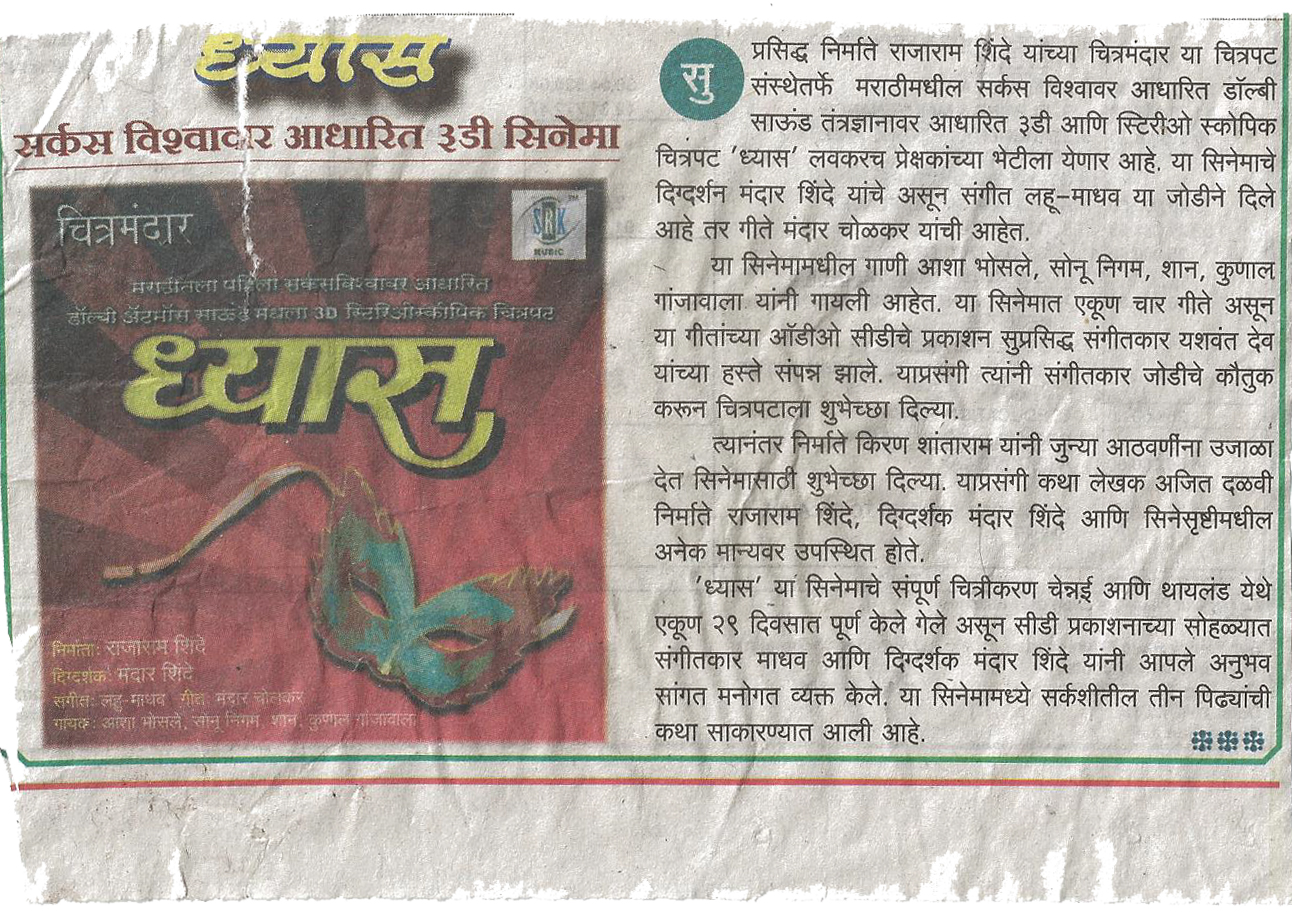 ध्यास
सर्कस विश्वावर आधारित ३डी सिनेमा
चित्रमंदार
SRK
MUSIC
TM
मराठीतला पहिला सर्कसविश्वावर आधारित
डॉल्बी ॲटमॉस साऊंड मधला 3D स्टिरिऑस्कोपिक चित्रपट
ध्यास
निर्माता: राजाराम शिंदे
दिग्दर्शक: मंदार शिंदे
संगीत: लहू-माधव गीत: मंदार चोळकर
गायक: आशा भोसले, सोनू निगम, शान, कुणाल गांजावाला
सुप्रसिद्ध निर्माते राजाराम शिंदे यांच्या चित्रमंदार या चित्रपट
संस्थेतर्फे मराठीमधील सर्कस विश्वावर आधारित डॉल्बी
साऊंड तंत्रज्ञानावर आधारित ३डी आणि स्टिरीओ स्कोपिक
चित्रपट 'ध्यास' लवकरच प्रेक्षकांच्या भेटीला येणार आहे. या सिनेमाचे
दिग्दर्शन मंदार शिंदे यांचे असून संगीत लहू-माधव या जोडीने दिले
आहे तर गीते मंदार चोळकर यांची आहेत.
या सिनेमामधील गाणी आशा भोसले, सोनू निगम, शान, कुणाल
गांजावाला यांनी गायली आहेत. या सिनेमात एकूण चार गीते असून
या गीतांच्या ऑडीओ सीडीचे प्रकाशन सुप्रसिद्ध संगीतकार यशवंत देव
यांच्या हस्ते संपन्न झाले. याप्रसंगी त्यांनी संगीतकार जोडीचे कौतुक
करून चित्रपटाला शुभेच्छा दिल्या.
त्यानंतर निर्माते किरण शांताराम यांनी जुन्या आठवणींना उजाळा
देत सिनेमासाठी शुभेच्छा दिल्या. याप्रसंगी कथा लेखक अजित दळवी
निर्माते राजाराम शिंदे, दिग्दर्शक मंदार शिंदे आणि सिनेसृष्टीमधील
अनेक मान्यवर उपस्थित होते.
'ध्यास' या सिनेमाचे संपूर्ण चित्रीकरण चेन्नई आणि थायलंड येथे
एकूण २९ दिवसात पूर्ण केले गेले असून सीडी प्रकाशनाच्या सोहळ्यात
संगीतकार माधव आणि दिग्दर्शक मंदार शिंदे यांनी आपले अनुभव
सांगत मनोगत व्यक्त केले. या सिनेमामध्ये सर्कशीतील तीन पिढ्यांची
कथा साकारण्यात आली आहे.